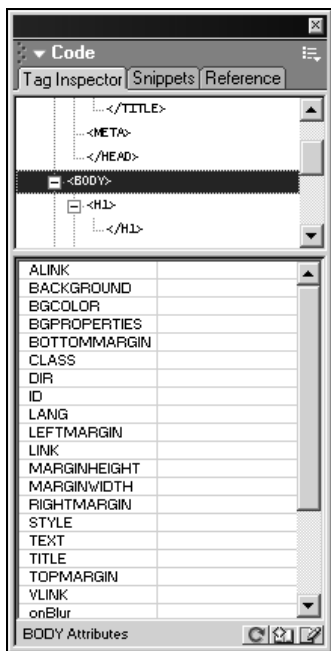 Code
Tag Inspector Snippets Reference
</TITLE>
<META>
</HEAD>
<BODY>
<H1>
</H1>
ALINK
BACKGROUND
BGCOLOR
BGPROPERTIES
BOTTOMMARGIN
CLASS
DIR
ID
LANG
LEFTMARGIN
LINK
MARGINHEIGHT
MARGINWIDTH
RIGHTMARGIN
STYLE
TEXT
TITLE
TOPMARGIN
VLINK
onBlur
BODY Attributes